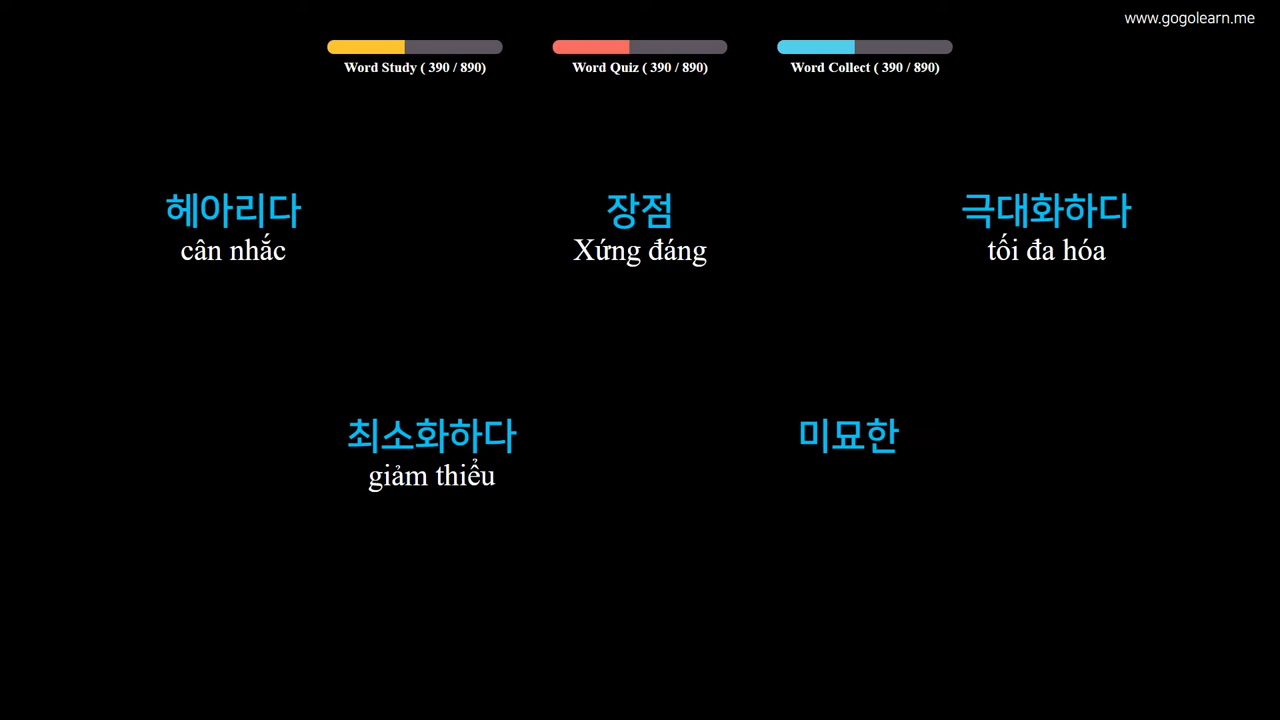 www.gogolearn.me
Word Study ( 390 / 890)
Word Quiz ( 390 / 890)
Word Collect ( 390 / 890)
헤아리다
cân nhắc
장점
Xứng đáng
극대화하다
tối đa hóa
최소화하다
giảm thiểu
미묘한